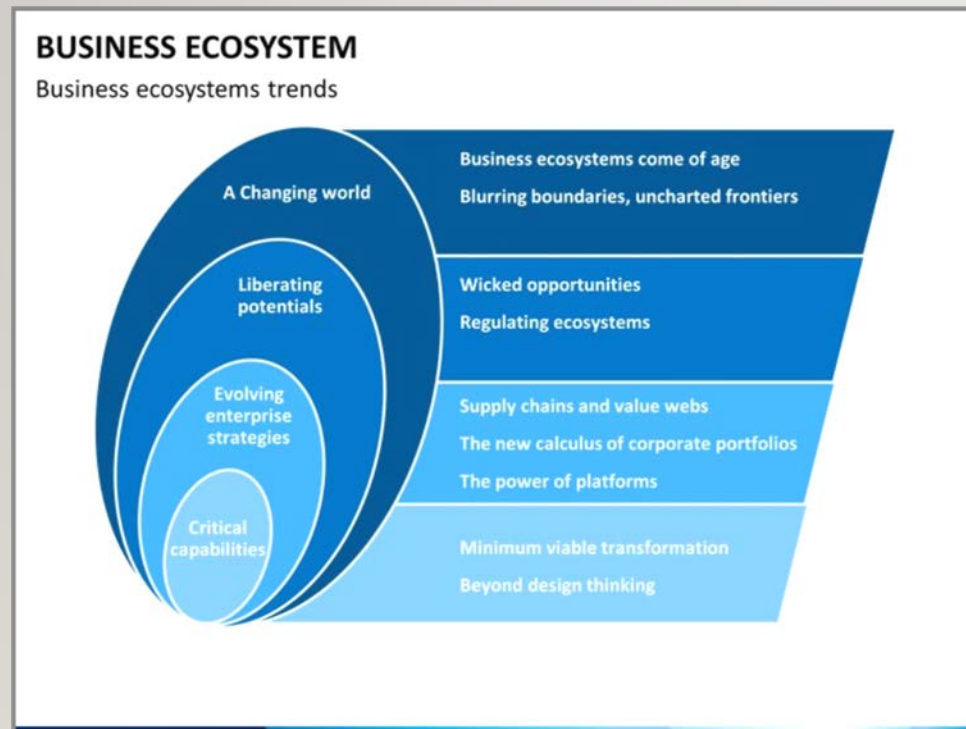 BUSINESS ECOSYSTEM
Business ecosystems trends
A Changing world
Business ecosystems come of age
Blurring boundaries, uncharted frontiers
Liberating
potentials
Wicked opportunities
Regulating ecosystems
Evolving
enterprise
strategies
Supply chains and value webs
The new calculus of corporate portfolios
The power of platforms
Critical
capabilities
Minimum viable transformation
Beyond design thinking